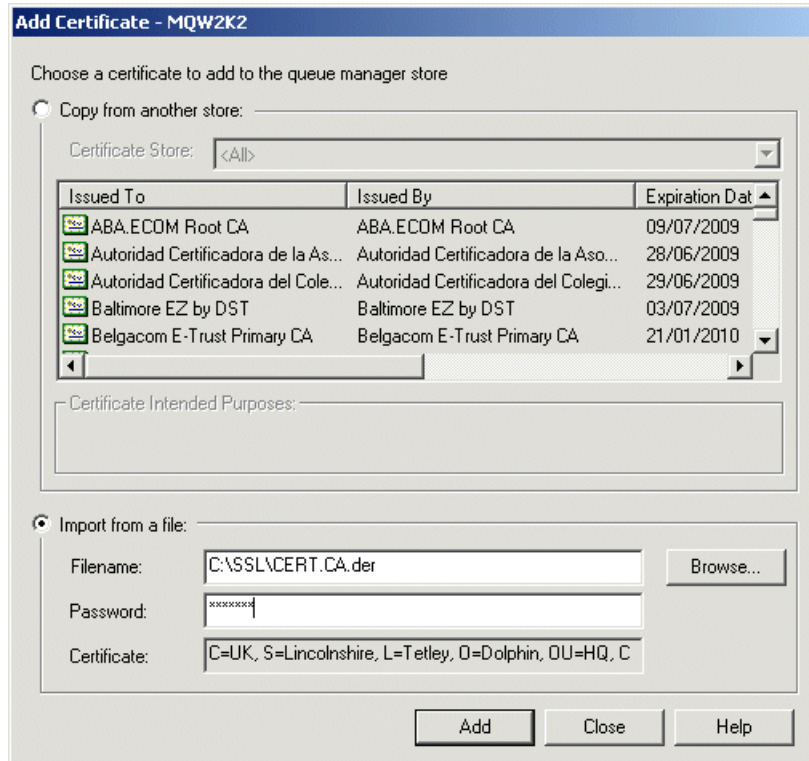 Add Certificate - MQW2K2
Choose a certificate to add to the queue manager store
Copy from another store:
Certificate Store: <All>
Issued To Issued By Expiration Dat
ABA.ECOM Root CA ABA.ECOM Root CA 09/07/2009
Autoridad Certificadora de la As... Autoridad Certificadora de la Aso... 28/06/2009
Autoridad Certificadora del Cole... Autoridad Certificadora del Colegi... 29/06/2009
Baltimore EZ by DST Baltimore EZ by DST 03/07/2009
Belgacom E-Trust Primary CA Belgacom E-Trust Primary CA 21/01/2010
Certificate Intended Purposes:
Import from a file:
Filename: C:\SSL\CERT.CA.der Browse...
Password: *******
Certificate: C=UK, S=Lincolnshire, L=Tetley, O=Dolphin, OU=HQ, C
Add Close Help